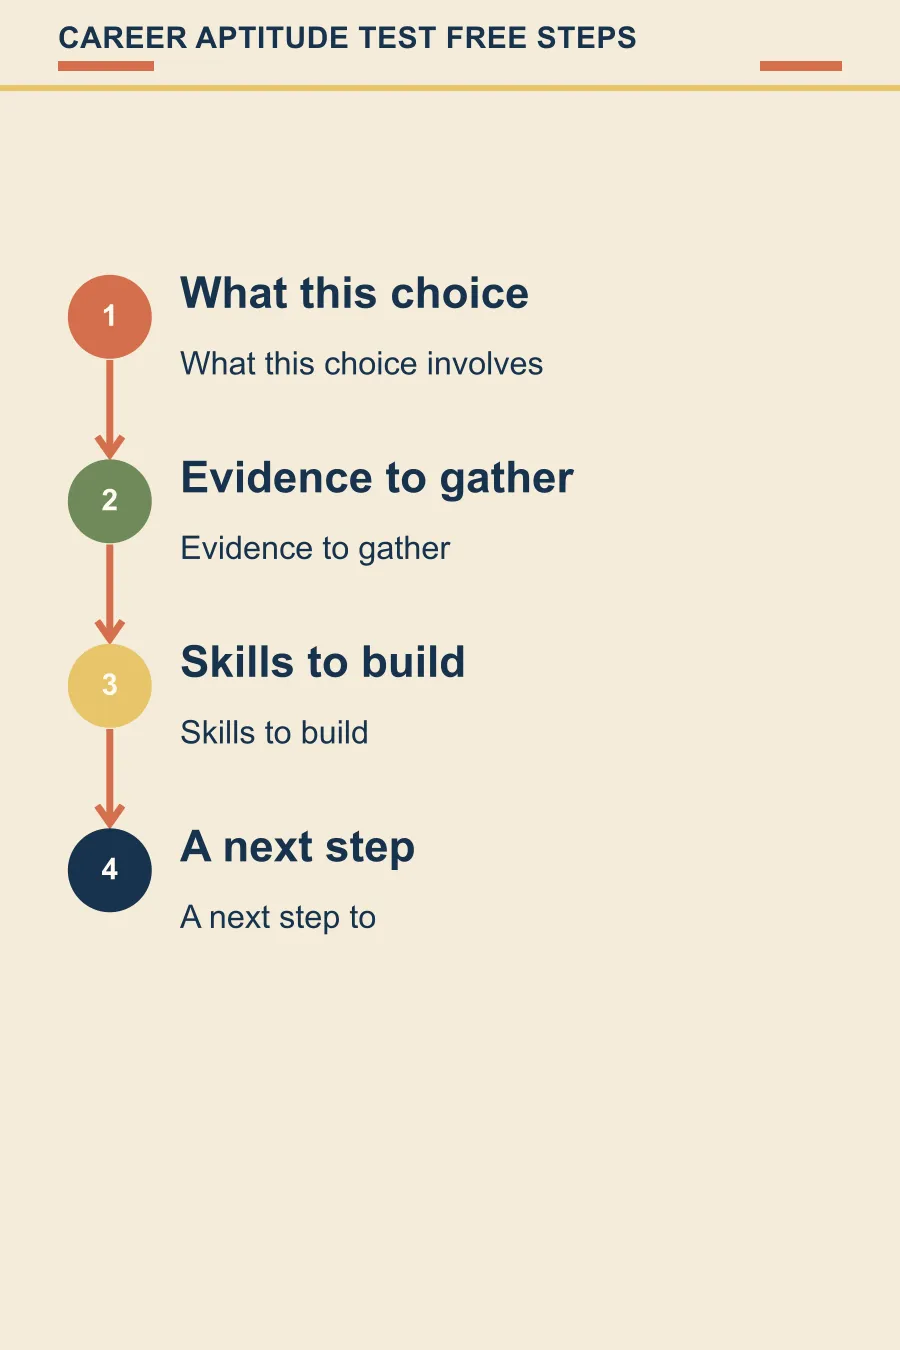 CAREER APTITUDE TEST FREE STEPS
1
What this choice
What this choice involves
2
Evidence to gather
Evidence to gather
3
Skills to build
Skills to build
4
A next step
A next step to